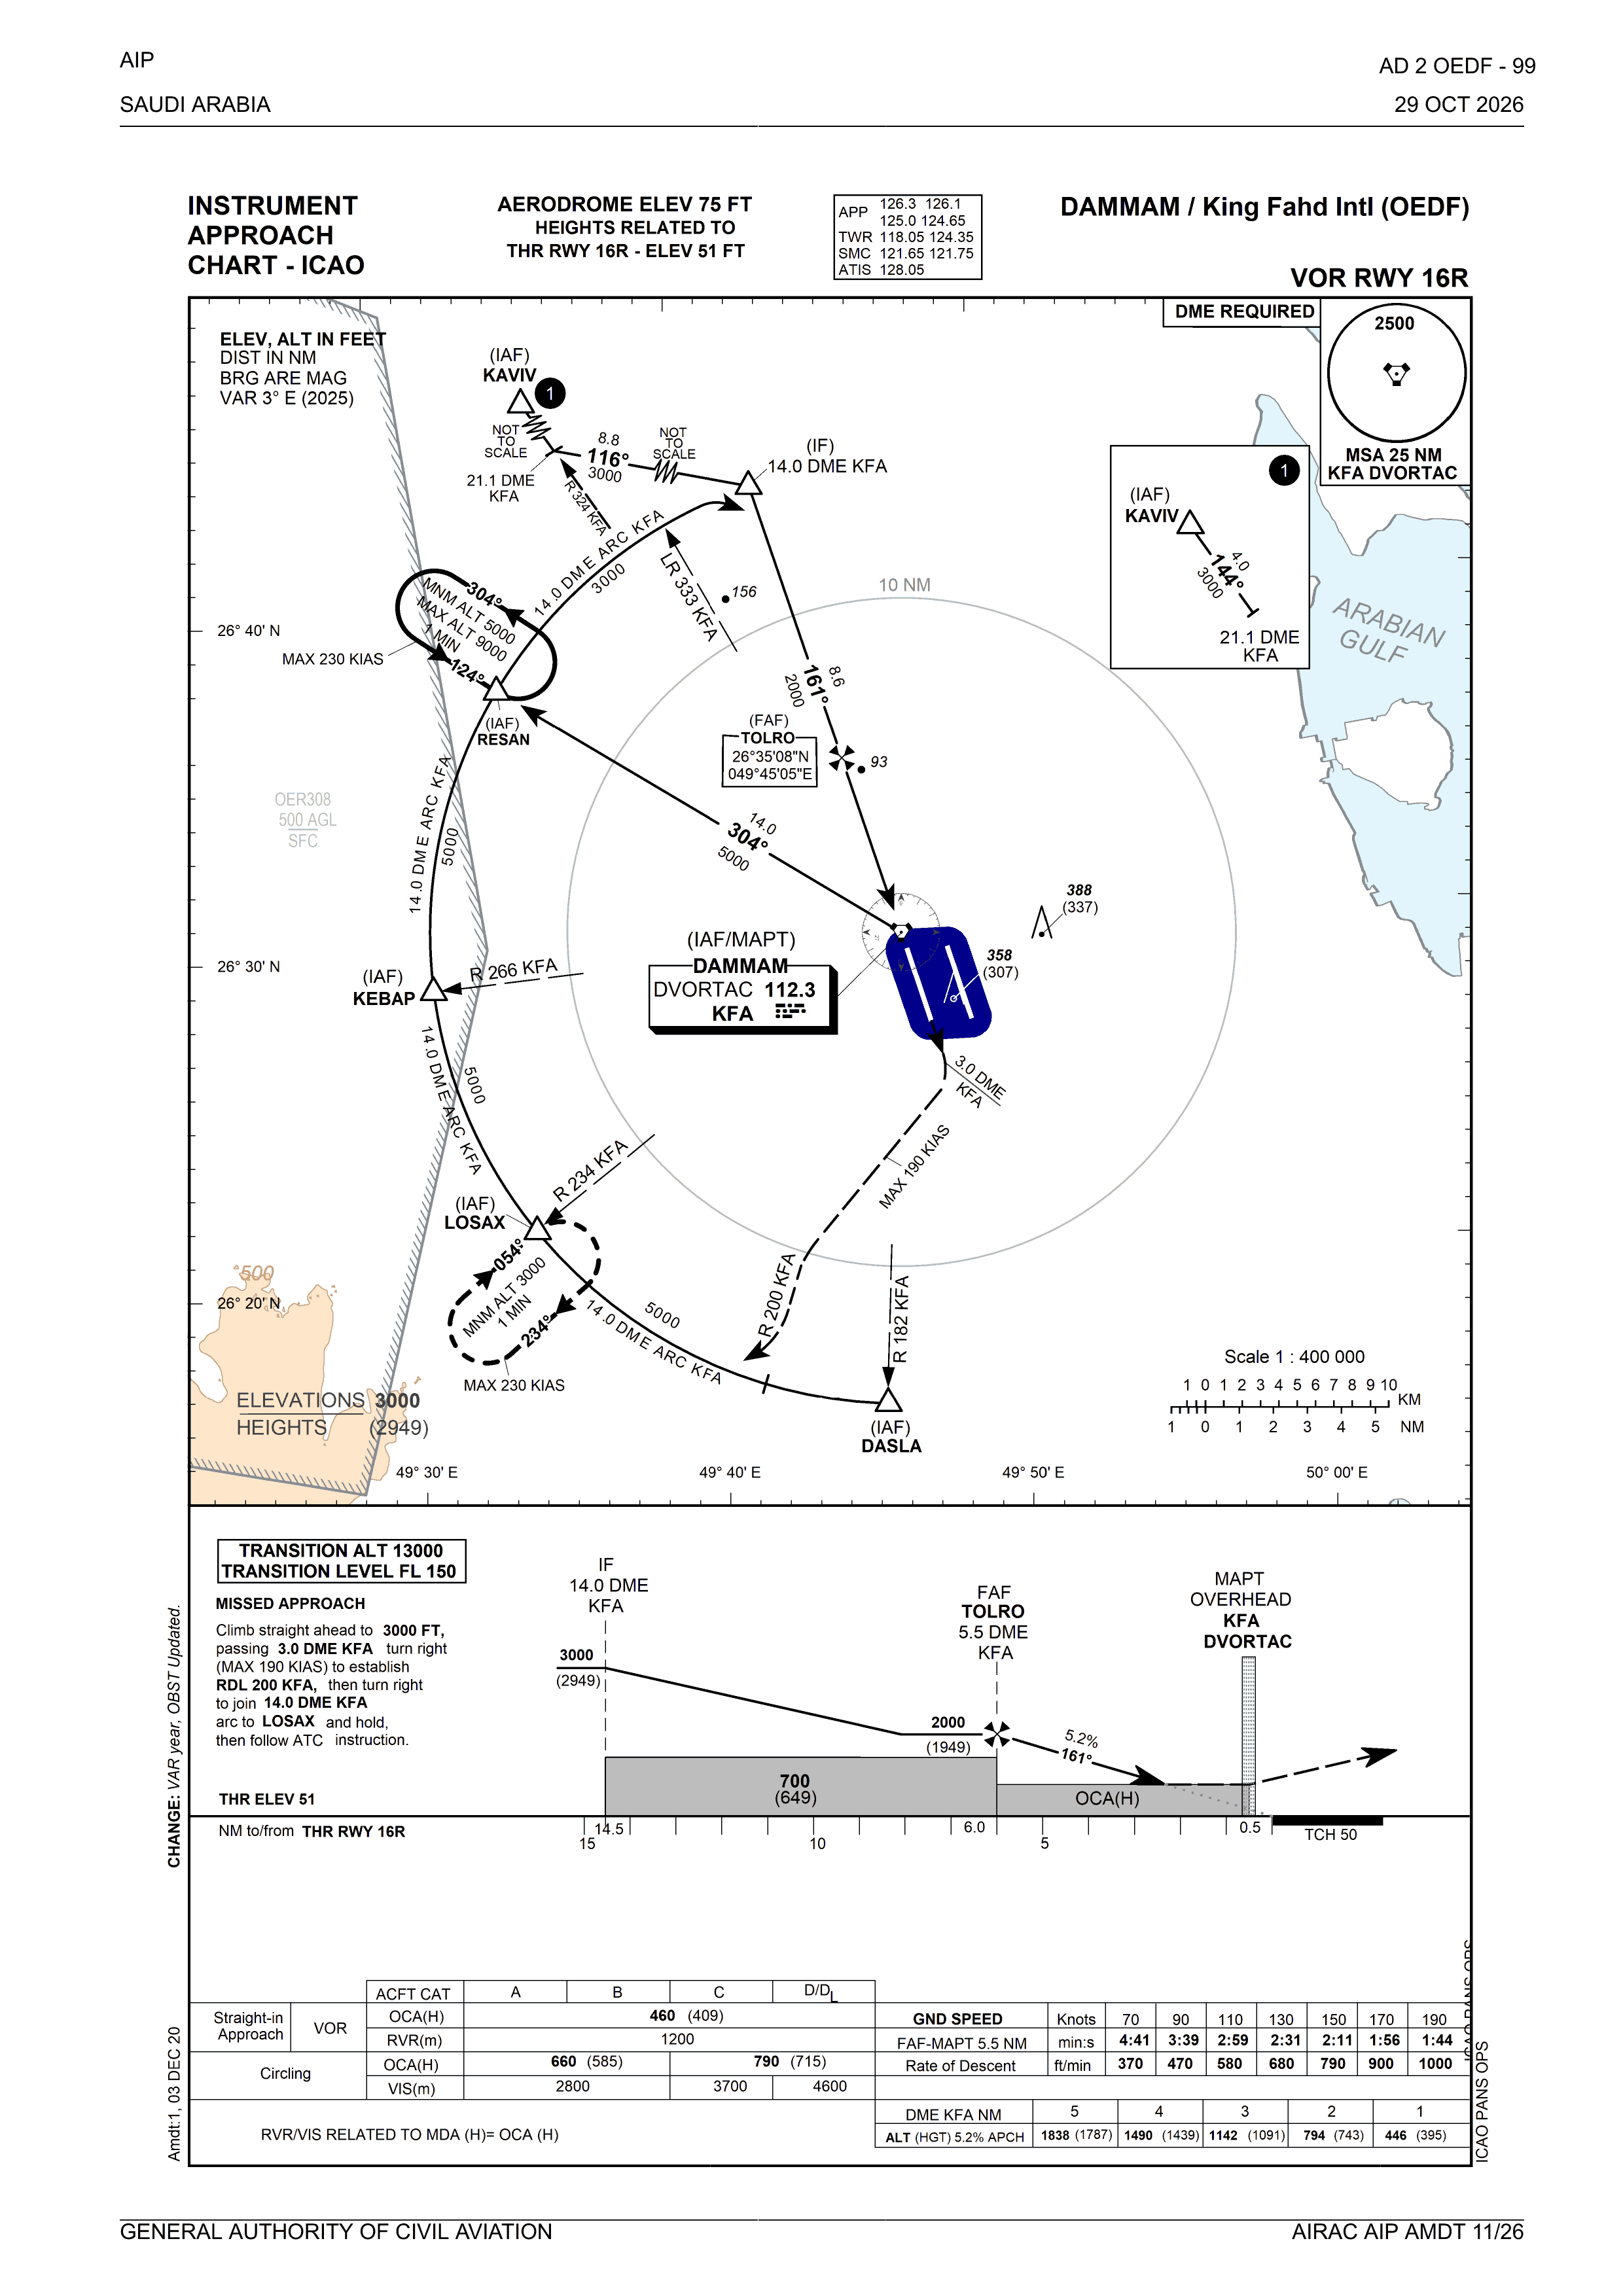 AIP
AD 2 OEDF - 99
SAUDI ARABIA
29 OCT 2026
INSTRUMENT
APPROACH
CHART - ICAO
AERODROME ELEV 75 FT
HEIGHTS RELATED TO
THR RWY 16R - ELEV 51 FT
APP 126.3 126.1
125.0 124.65
TWR 118.05 124.35
SMC 121.65 121.75
ATIS 128.05
DAMMAM / King Fahd Intl (OEDF)
VOR RWY 16R
ELEV, ALT IN FEET
DIST IN NM
BRG ARE MAG
VAR 3° E (2025)
DME REQUIRED
2500
MSA 25 NM
KFA DVORTAC
(IAF)
KAVIV
1
NOT
TO
SCALE
8.8
116°
3000
NOT
TO
SCALE
21.1 DME
KFA
R 324 KFA
(IF)
14.0 DME KFA
1
(IAF)
KAVIV
4.0
144°
3000
21.1 DME
KFA
ARABIAN
GULF
14.0 DME ARC KFA
3000
LR 333 KFA
156
10 NM
304°
MNM ALT 5000
MAX ALT 9000
1 MIN
124°
MAX 230 KIAS
26° 40' N
(IAF)
RESAN
8.6
161°
2000
(FAF)
TOLRO
26°35'08"N
049°45'05"E
93
OER308
500 AGL
SFC
14.0 DME ARC KFA
5000
14.0
304°
5000
388
(337)
358
(307)
(IAF/MAPT)
DAMMAM
DVORTAC 112.3
KFA
26° 30' N
(IAF)
KEBAP
R 266 KFA
14.0 DME ARC KFA
5000
3.0 DME
KFA
MAX 190 KIAS
R 234 KFA
(IAF)
LOSAX
054°
MNM ALT 3000
1 MIN
234°
MAX 230 KIAS
5000
14.0 DME ARC KFA
R 200 KFA
R 182 KFA
(IAF)
DASLA
500
26° 20' N
ELEVATIONS 3000
HEIGHTS (2949)
Scale 1 : 400 000
1 0 1 2 3 4 5 6 7 8 9 10 KM
1 0 1 2 3 4 5 NM
49° 30' E
49° 40' E
49° 50' E
50° 00' E
TRANSITION ALT 13000
TRANSITION LEVEL FL 150
MISSED APPROACH
Climb straight ahead to 3000 FT,
passing 3.0 DME KFA turn right
(MAX 190 KIAS) to establish
RDL 200 KFA, then turn right
to join 14.0 DME KFA
arc to LOSAX and hold,
then follow ATC instruction.
IF
14.0 DME
KFA
3000
(2949)
FAF
TOLRO
5.5 DME
KFA
2000
(1949)
5.2%
161°
MAPT
OVERHEAD
KFA
DVORTAC
700
(649)
OCA(H)
THR ELEV 51
NM to/from THR RWY 16R
14.5
15
10
6.0
5
0.5
TCH 50
CHANGE: VAR year, OBST Updated.
ACFT CAT A B C D/DL
Straight-in
Approach
VOR
OCA(H) 460 (409)
RVR(m) 1200
Circling
OCA(H) 660 (585) 790 (715)
VIS(m) 2800 3700 4600
RVR/VIS RELATED TO MDA (H)= OCA (H)
GND SPEED Knots 70 90 110 130 150 170 190
FAF-MAPT 5.5 NM min:s 4:41 3:39 2:59 2:31 2:11 1:56 1:44
Rate of Descent ft/min 370 470 580 680 790 900 1000
DME KFA NM 5 4 3 2 1
ALT (HGT) 5.2% APCH 1838 (1787) 1490 (1439) 1142 (1091) 794 (743) 446 (395)
Amdt:1, 03 DEC 20
ICAO PANS OPS
ICAO PANS OPS
GENERAL AUTHORITY OF CIVIL AVIATION
AIRAC AIP AMDT 11/26